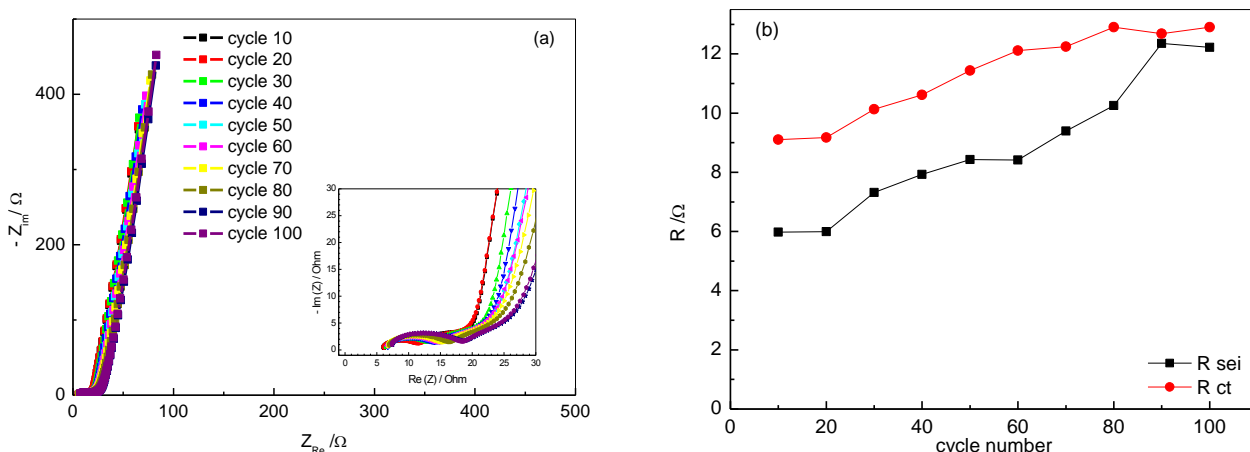 (a)
- Z_im / Ω
400
200
0
cycle 10
cycle 20
cycle 30
cycle 40
cycle 50
cycle 60
cycle 70
cycle 80
cycle 90
cycle 100
- Im (Z) / Ohm
30
25
20
15
10
5
0
0 5 10 15 20 25 30
Re (Z) / Ohm
0 100 200 300 400 500
Z_Re /Ω
(b)
R /Ω
12
10
8
6
4
2
0
R sei
R ct
0 20 40 60 80 100
cycle number